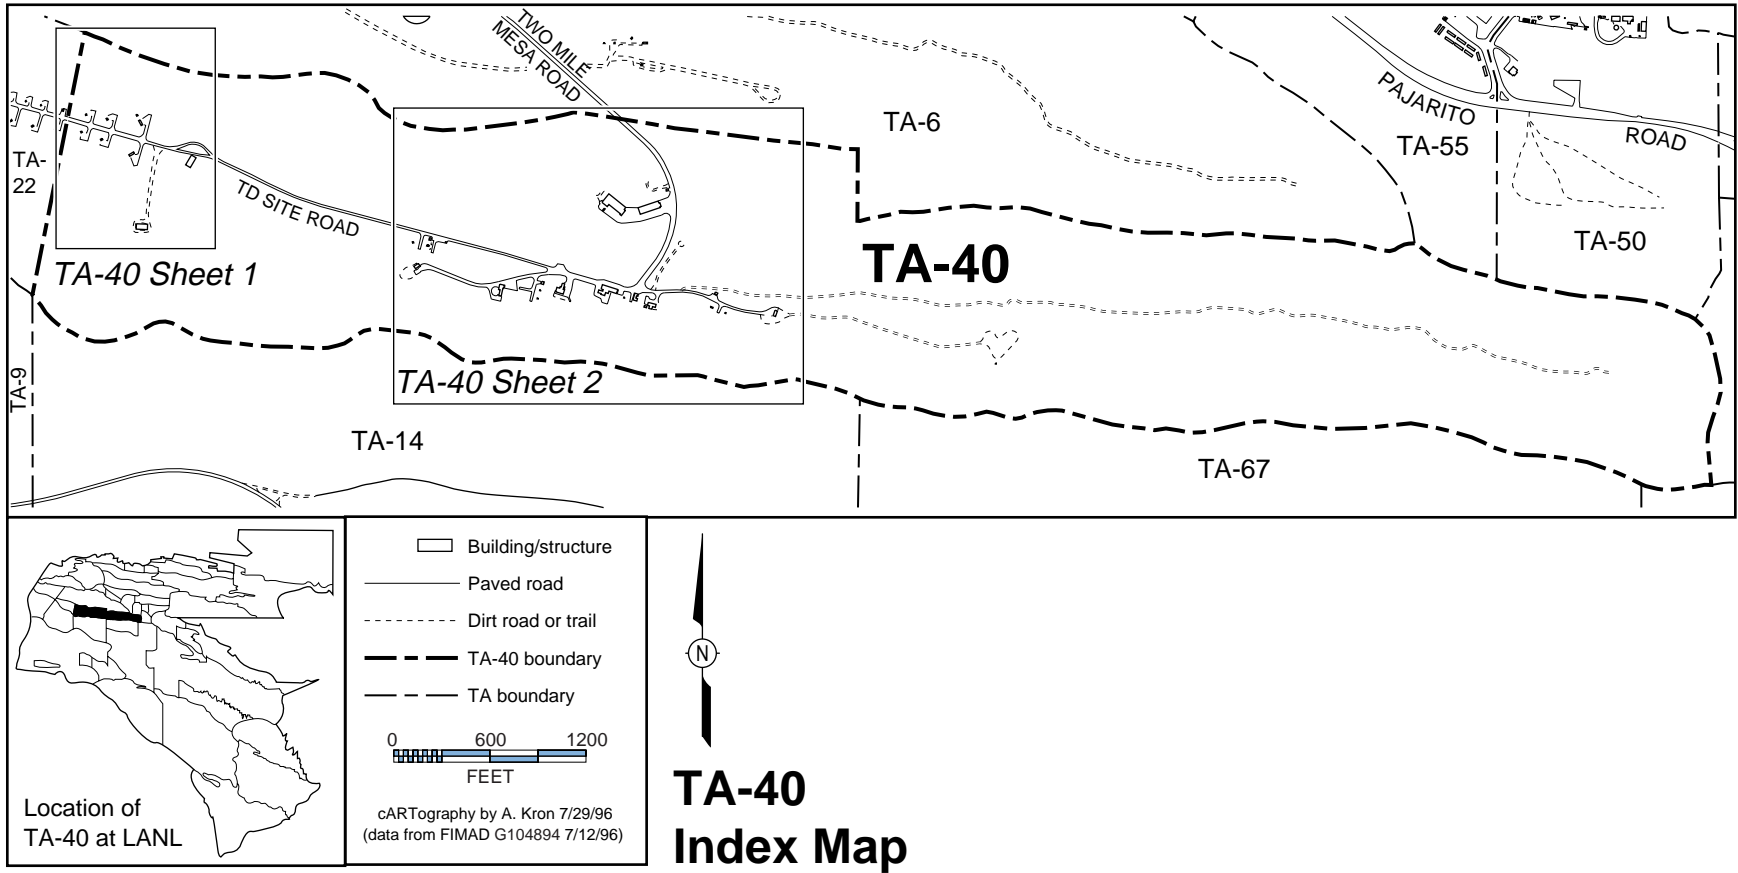 TWO MILE
MESA ROAD
PAJARITO
ROAD
TA-6
TA-55
TA-
22
TD SITE ROAD
TA-50
TA-40
TA-40 Sheet 1
TA-40 Sheet 2
TA-9
TA-14
TA-67
Building/structure
Paved road
Dirt road or trail
TA-40 boundary
TA boundary
0 600 1200
FEET
cARTography by A. Kron 7/29/96
(data from FIMAD G104894 7/12/96)
Location of
TA-40 at LANL
N
TA-40
Index Map